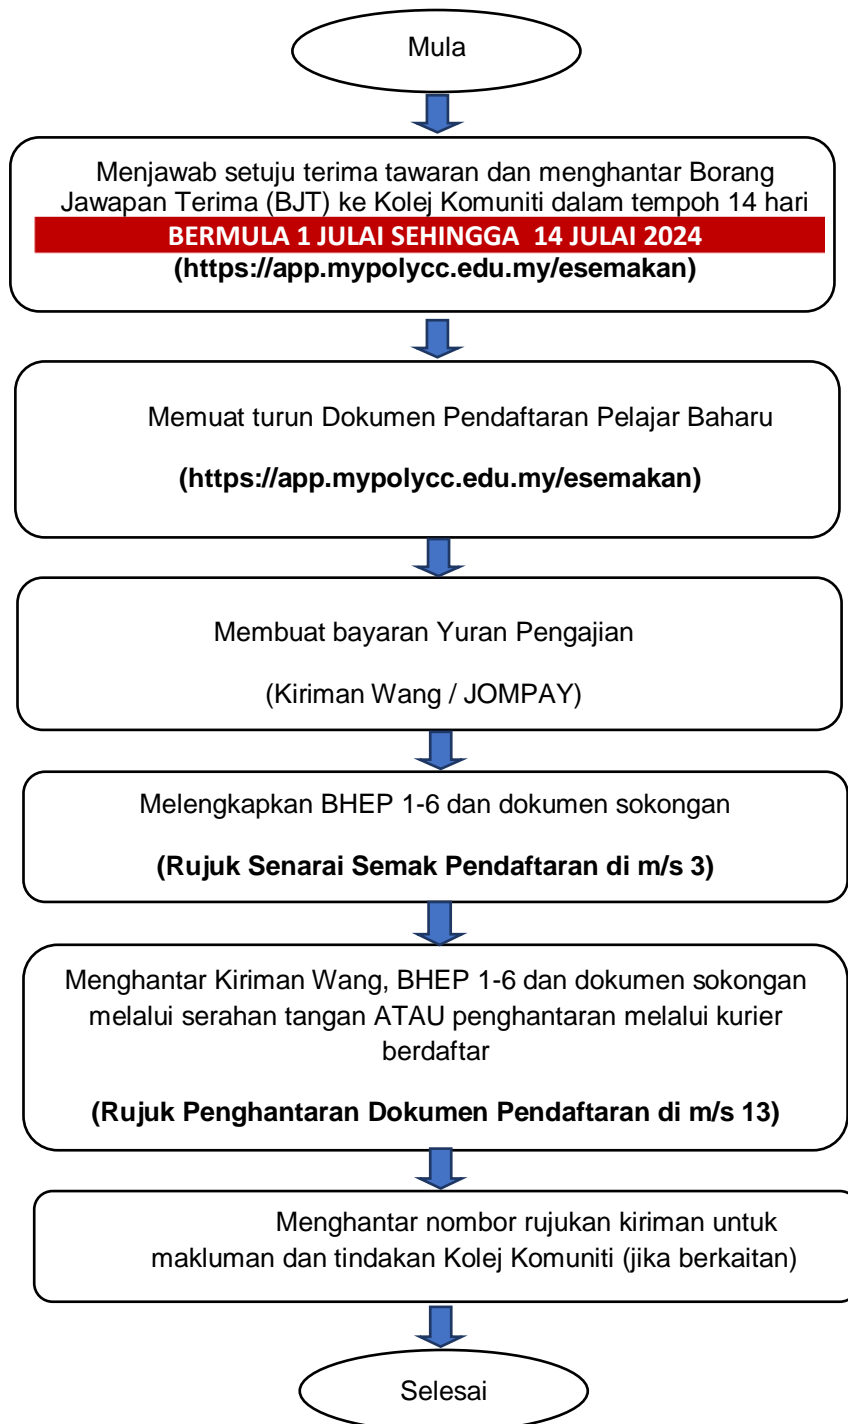 Mula
Menjawab setuju terima tawaran dan menghantar Borang
Jawapan Terima (BJT) ke Kolej Komuniti dalam tempoh 14 hari
BERMULA 1 JULAI SEHINGGA 14 JULAI 2024
(https://app.mypolycc.edu.my/esemakan)
Memuat turun Dokumen Pendaftaran Pelajar Baharu
(https://app.mypolycc.edu.my/esemakan)
Membuat bayaran Yuran Pengajian
(Kiriman Wang / JOMPAY)
Melengkapkan BHEP 1-6 dan dokumen sokongan
(Rujuk Senarai Semak Pendaftaran di m/s 3)
Menghantar Kiriman Wang, BHEP 1-6 dan dokumen sokongan
melalui serahan tangan ATAU penghantaran melalui kurier
berdaftar
(Rujuk Penghantaran Dokumen Pendaftaran di m/s 13)
Menghantar nombor rujukan kiriman untuk
makluman dan tindakan Kolej Komuniti (jika berkaitan)
Selesai